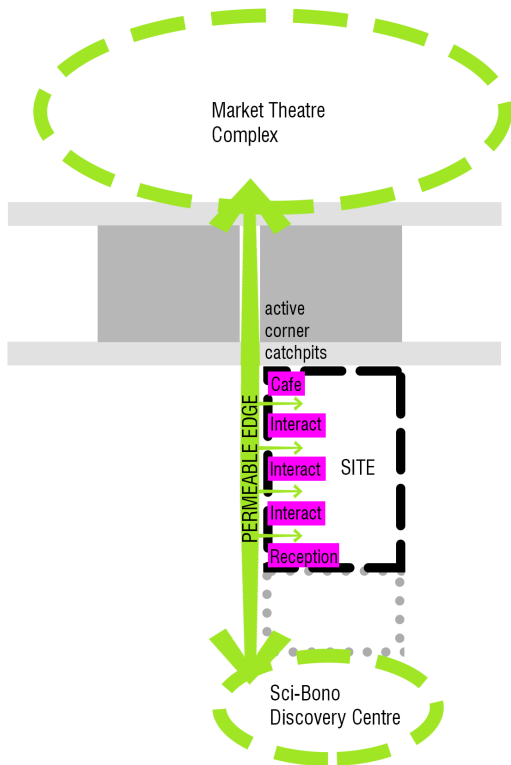 Market Theatre
Complex
active
corner
catchpits
Cafe
Interact
PERMEABLE EDGE
Interact
SITE
Interact
Reception
Sci-Bono
Discovery Centre